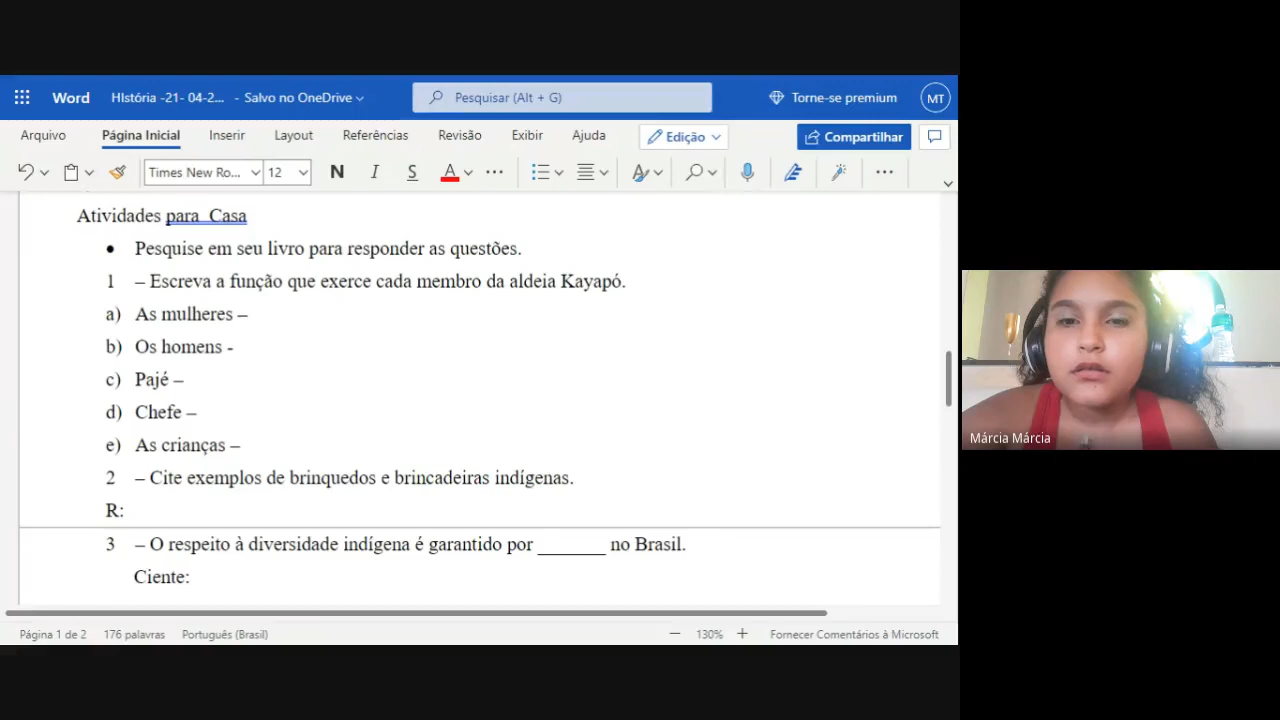 Word
HIstória -21- 04-2... - Salvo no OneDrive
Pesquisar (Alt + G)
Torne-se premium
MT
Arquivo
Página Inicial
Inserir
Layout
Referências
Revisão
Exibir
Ajuda
Edição
Compartilhar
Times New Ro...
12
N
I
S
A
Atividades para Casa
• Pesquise em seu livro para responder as questões.
1 – Escreva a função que exerce cada membro da aldeia Kayapó.
a) As mulheres –
b) Os homens -
c) Pajé –
d) Chefe –
e) As crianças –
2 – Cite exemplos de brinquedos e brincadeiras indígenas.
R:
3 – O respeito à diversidade indígena é garantido por _______ no Brasil.
Ciente:
Página 1 de 2
176 palavras
Português (Brasil)
130%
Fornecer Comentários à Microsoft
Márcia Márcia